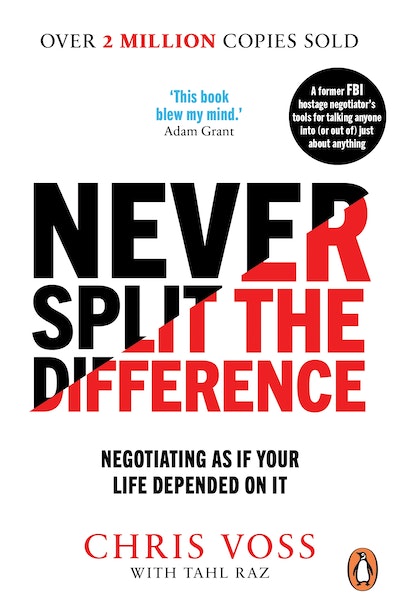 OVER 2 MILLION COPIES SOLD
‘This book
blew my mind.’
Adam Grant
A former FBI
hostage negotiator’s
tools for talking anyone
into (or out of) just
about anything
NEVER
SPLIT THE
DIFFERENCE
NEGOTIATING AS IF YOUR
LIFE DEPENDED ON IT
CHRIS VOSS
WITH TAHL RAZ